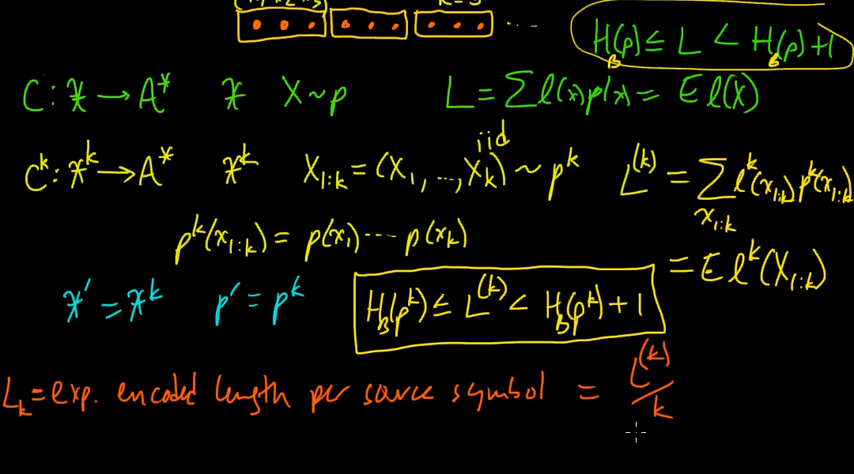 k=3
H_B(p) ≤ L < H_B(p)+1
C: 𝒳 → A* 𝒳 X~p L = Σ l(x)p(x) = E l(X)
C^k: 𝒳^k → A* 𝒳^k X_{1:k} = (X_1, ..., X_k) iid ~ p^k L^{(k)} = Σ_{x_{1:k}} l^k(x_{1:k}) p^k(x_{1:k})
p^k(x_{1:k}) = p(x_1) ⋯ p(x_k)
= E l^k(X_{1:k})
𝒳' = 𝒳^k p' = p^k H_B(p^k) ≤ L^{(k)} < H_B(p^k)+1
L_k = exp. encoded length per source symbol = L^{(k)}/k